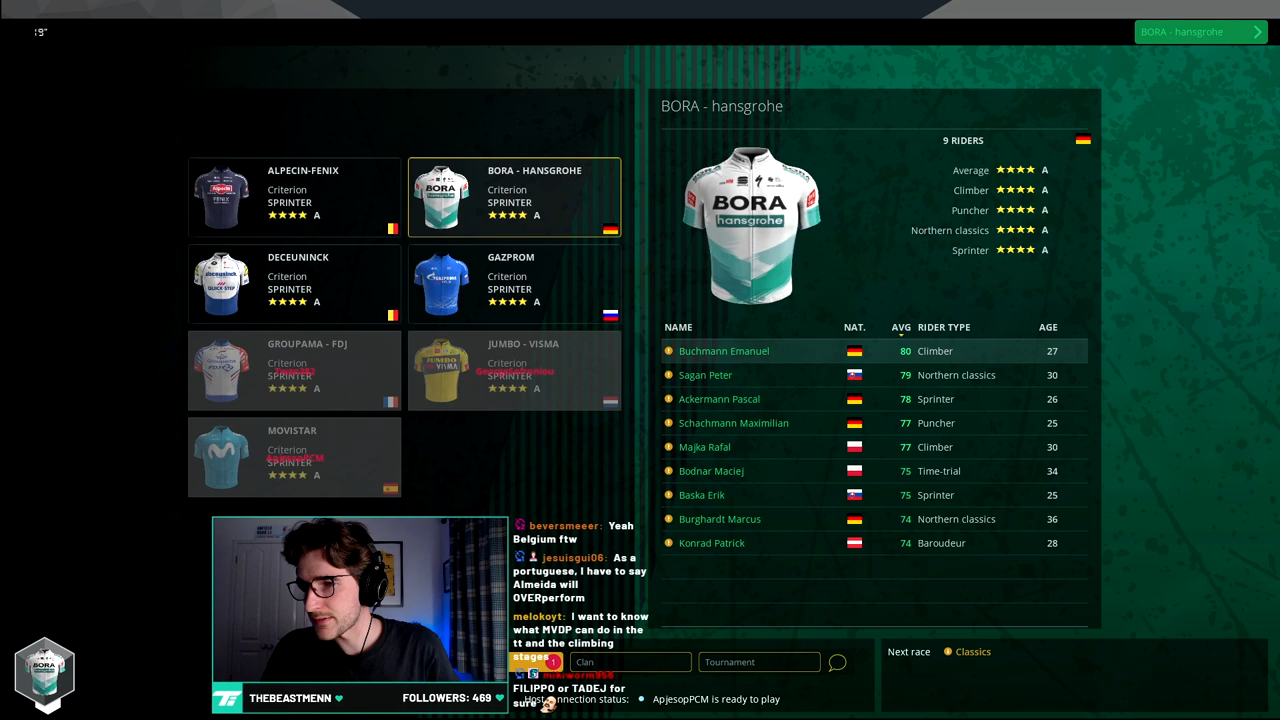 BORA - hansgrohe
BORA - hansgrohe
9 RIDERS
Average A
Climber A
Puncher A
Northern classics A
Sprinter A
BORA
hansgrohe
ALPECIN-FENIX
Criterion
SPRINTER
A
BORA - HANSGROHE
Criterion
SPRINTER
A
DECEUNINCK
Criterion
SPRINTER
A
GAZPROM
Criterion
SPRINTER
A
GROUPAMA - FDJ
Criterion
SPRINTER
A
JUMBO - VISMA
Criterion
SPRINTER
A
MOVISTAR
Criterion
SPRINTER
ApjesopPCM
A
NAME NAT. AVG RIDER TYPE AGE
Buchmann Emanuel 80 Climber 27
Sagan Peter 79 Northern classics 30
Ackermann Pascal 78 Sprinter 26
Schachmann Maximilian 77 Puncher 25
Majka Rafal 77 Climber 30
Bodnar Maciej 75 Time-trial 34
Baska Erik 75 Sprinter 25
Burghardt Marcus 74 Northern classics 36
Konrad Patrick 74 Baroudeur 28
beversmeeer: Yeah
Belgium ftw
jesuisgui06: As a
portuguese, I have to say
Almeida will
OVERperform
melokoyt: I want to know
what MVDP can do in the
tt and the climbing
stages
FILIPPO or TADEJ for
sure
1
Clan
Tournament
Host connection status: ApjesopPCM is ready to play
Next race Classics
THEBEASTMENN
FOLLOWERS: 469